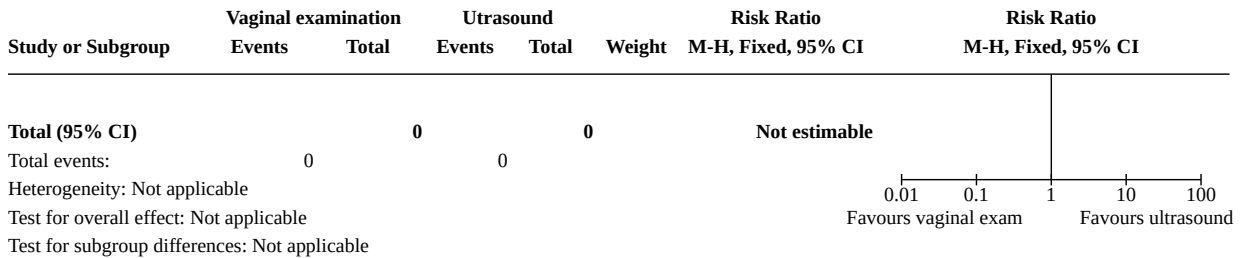 Vaginal examination Utrasound Risk Ratio Risk Ratio
Study or Subgroup Events Total Events Total Weight M-H, Fixed, 95% CI M-H, Fixed, 95% CI
Total (95% CI) 0 0 Not estimable
Total events: 0 0
Heterogeneity: Not applicable
0.01 0.1 1 10 100
Test for overall effect: Not applicable
Favours vaginal exam Favours ultrasound
Test for subgroup differences: Not applicable